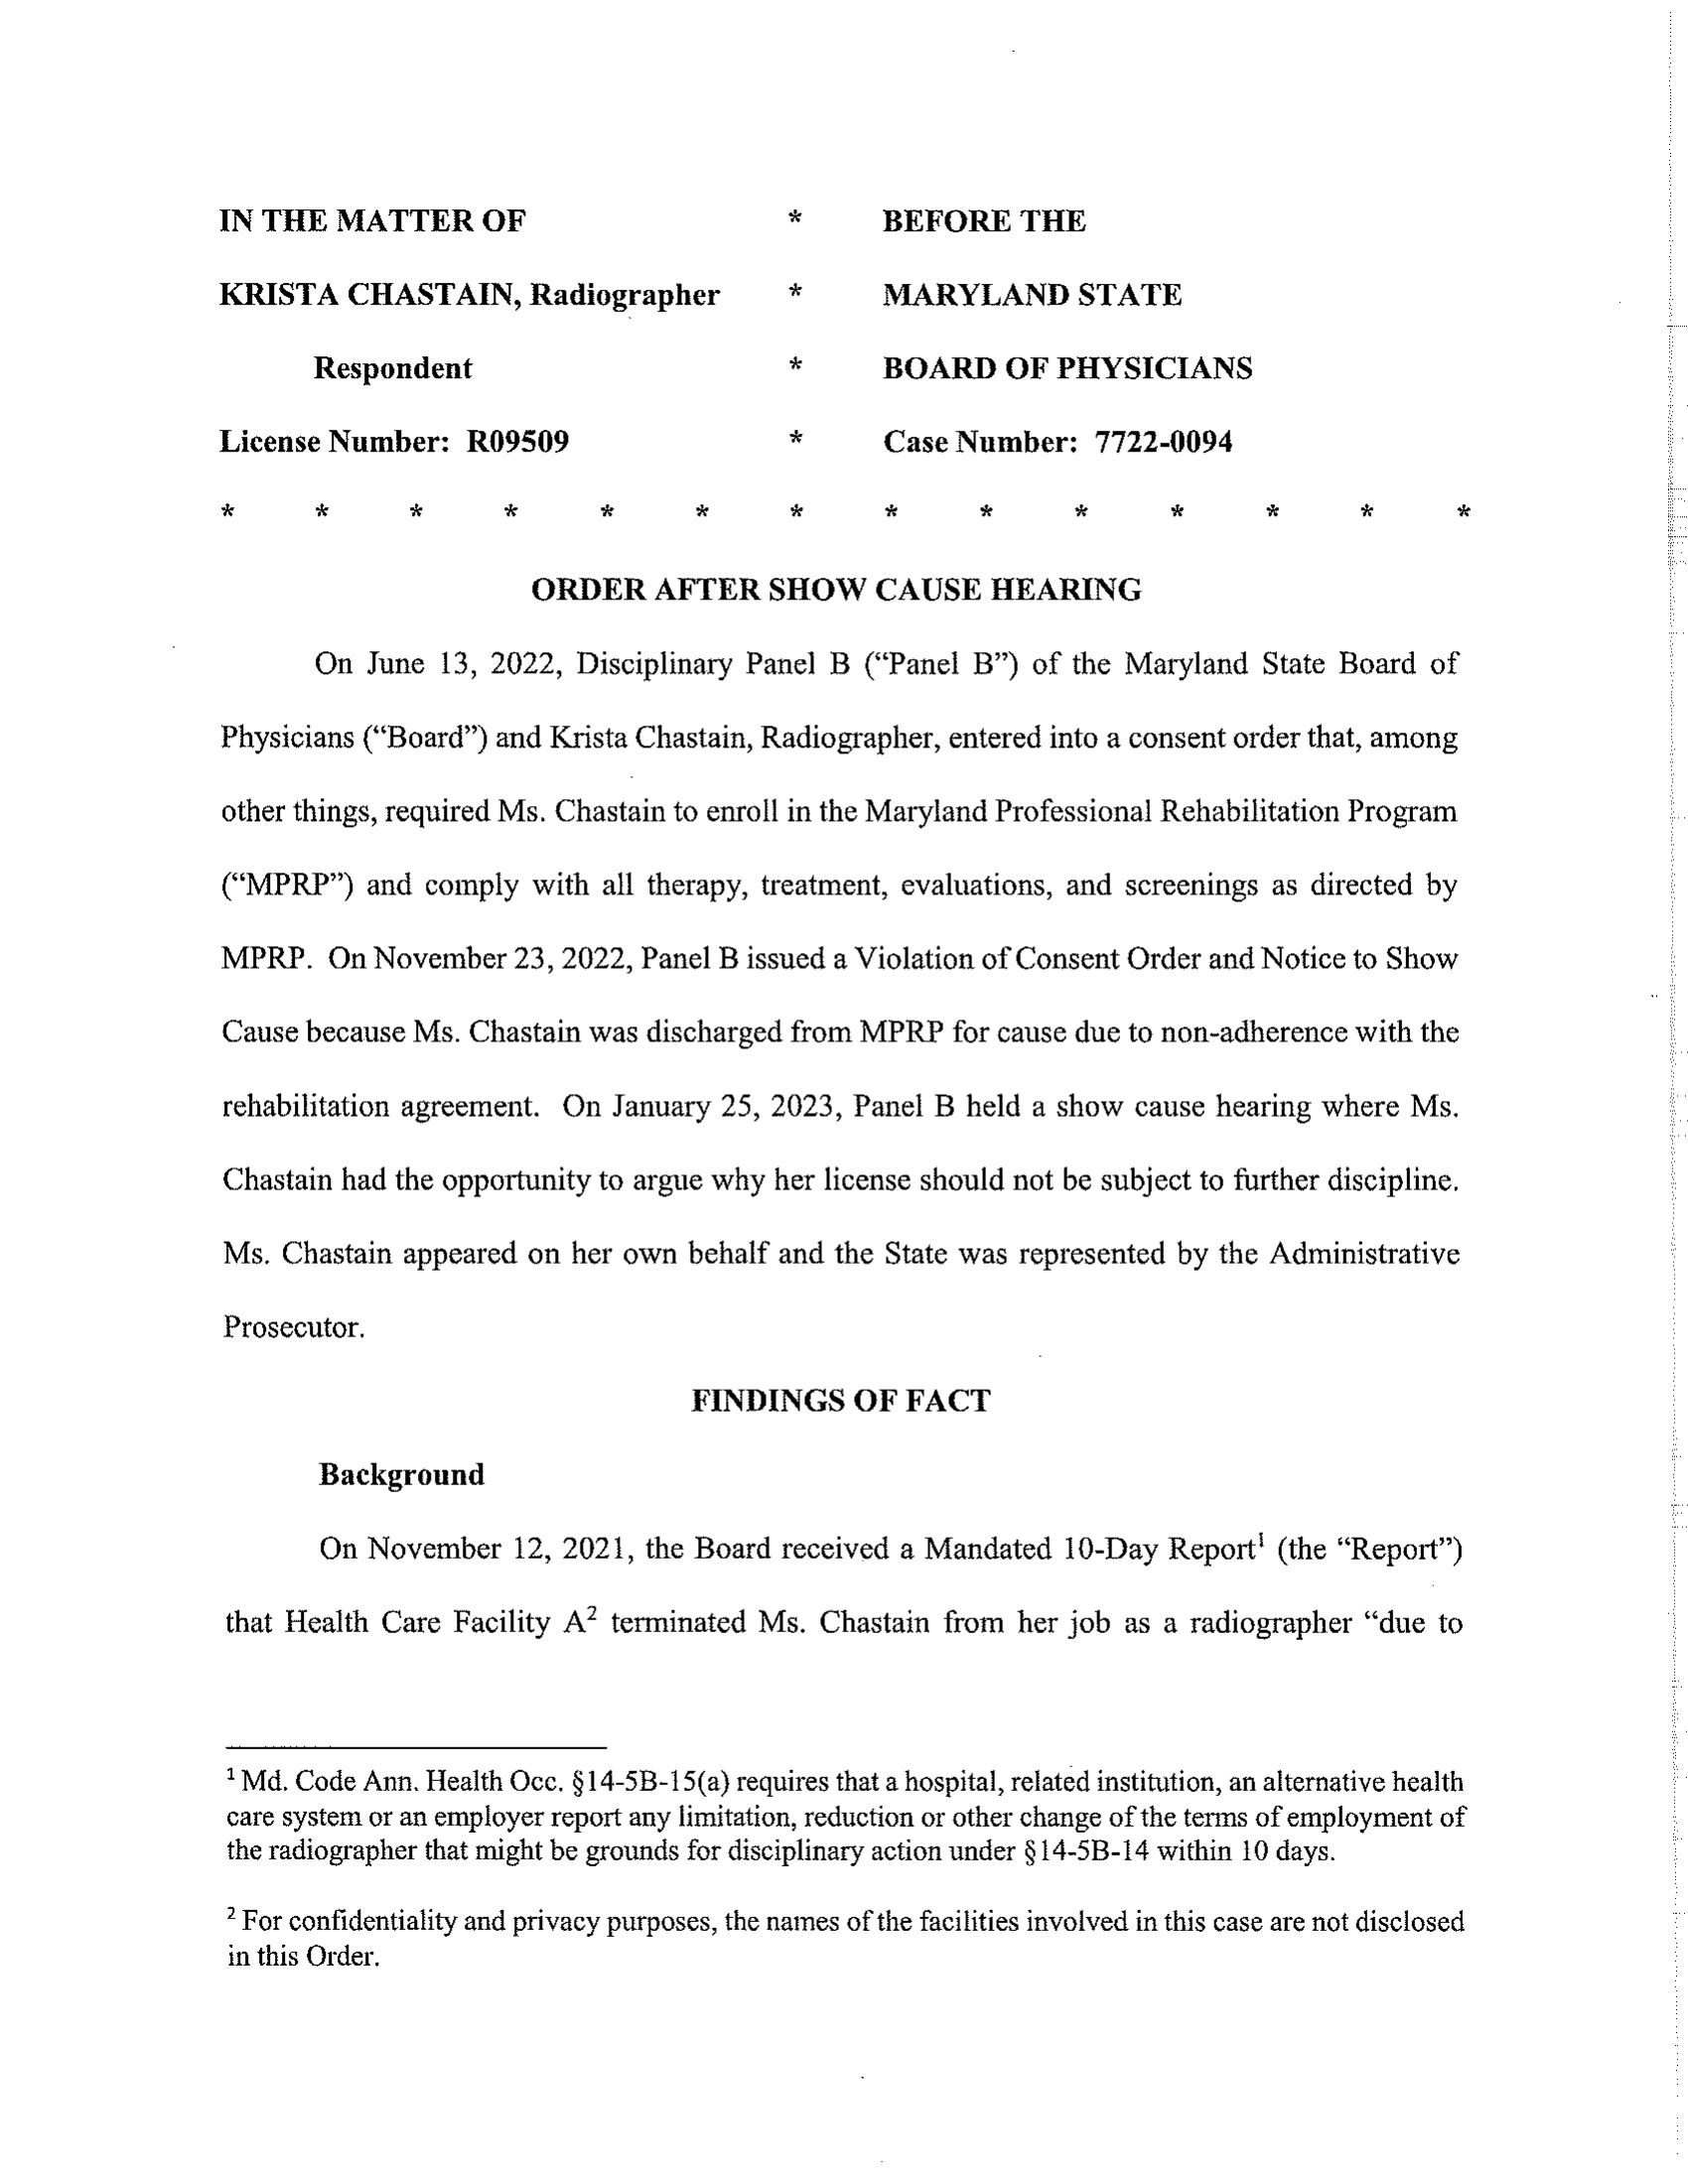 IN THE MATTER OF * BEFORE THE
KRISTA CHASTAIN, Radiographer * MARYLAND STATE
Respondent * BOARD OF PHYSICIANS
License Number: R09509 * Case Number: 7722-0094
* * * * * * * * * * * * * *
ORDER AFTER SHOW CAUSE HEARING
On June 13, 2022, Disciplinary Panel B (“Panel B”) of the Maryland State Board of
Physicians (“Board”) and Krista Chastain, Radiographer, entered into a consent order that, among
other things, required Ms. Chastain to enroll in the Maryland Professional Rehabilitation Program
(“MPRP”) and comply with all therapy, treatment, evaluations, and screenings as directed by
MPRP. On November 23, 2022, Panel B issued a Violation of Consent Order and Notice to Show
Cause because Ms. Chastain was discharged from MPRP for cause due to non-adherence with the
rehabilitation agreement. On January 25, 2023, Panel B held a show cause hearing where Ms.
Chastain had the opportunity to argue why her license should not be subject to further discipline.
Ms. Chastain appeared on her own behalf and the State was represented by the Administrative
Prosecutor.
FINDINGS OF FACT
Background
On November 12, 2021, the Board received a Mandated 10-Day Report¹ (the “Report”)
that Health Care Facility A² terminated Ms. Chastain from her job as a radiographer “due to
¹ Md. Code Ann. Health Occ. §14-5B-15(a) requires that a hospital, related institution, an alternative health
care system or an employer report any limitation, reduction or other change of the terms of employment of
the radiographer that might be grounds for disciplinary action under §14-5B-14 within 10 days.
² For confidentiality and privacy purposes, the names of the facilities involved in this case are not disclosed
in this Order.